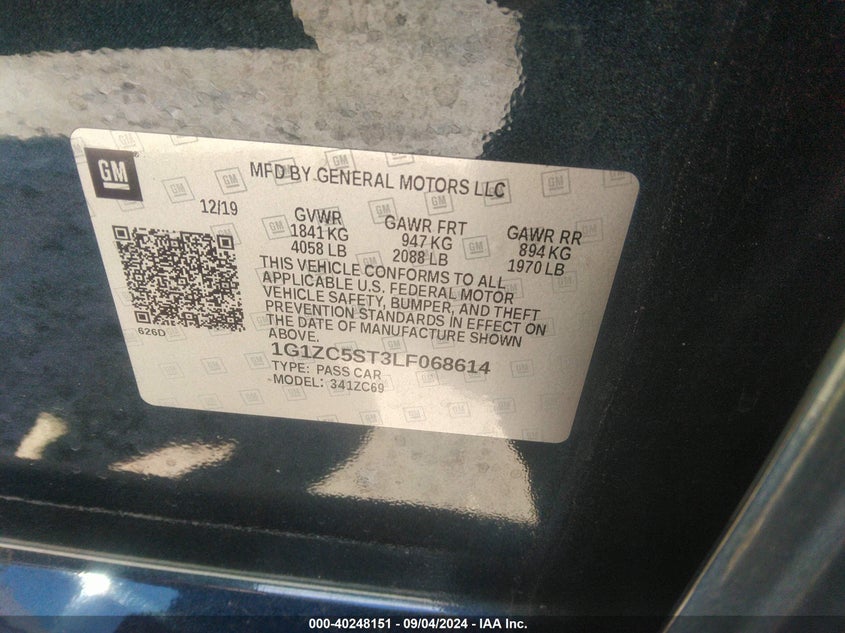 GM
MFD BY GENERAL MOTORS LLC
12/19
GVWR
1841 KG
4058 LB
GAWR FRT
947 KG
2088 LB
GAWR RR
894 KG
1970 LB
THIS VEHICLE CONFORMS TO ALL
APPLICABLE U.S. FEDERAL MOTOR
VEHICLE SAFETY, BUMPER, AND THEFT
PREVENTION STANDARDS IN EFFECT ON
THE DATE OF MANUFACTURE SHOWN
ABOVE.
626D
1G1ZC5ST3LF068614
TYPE: PASS CAR
MODEL: 341ZC69
000-40248151 - 09/04/2024 - IAA Inc.